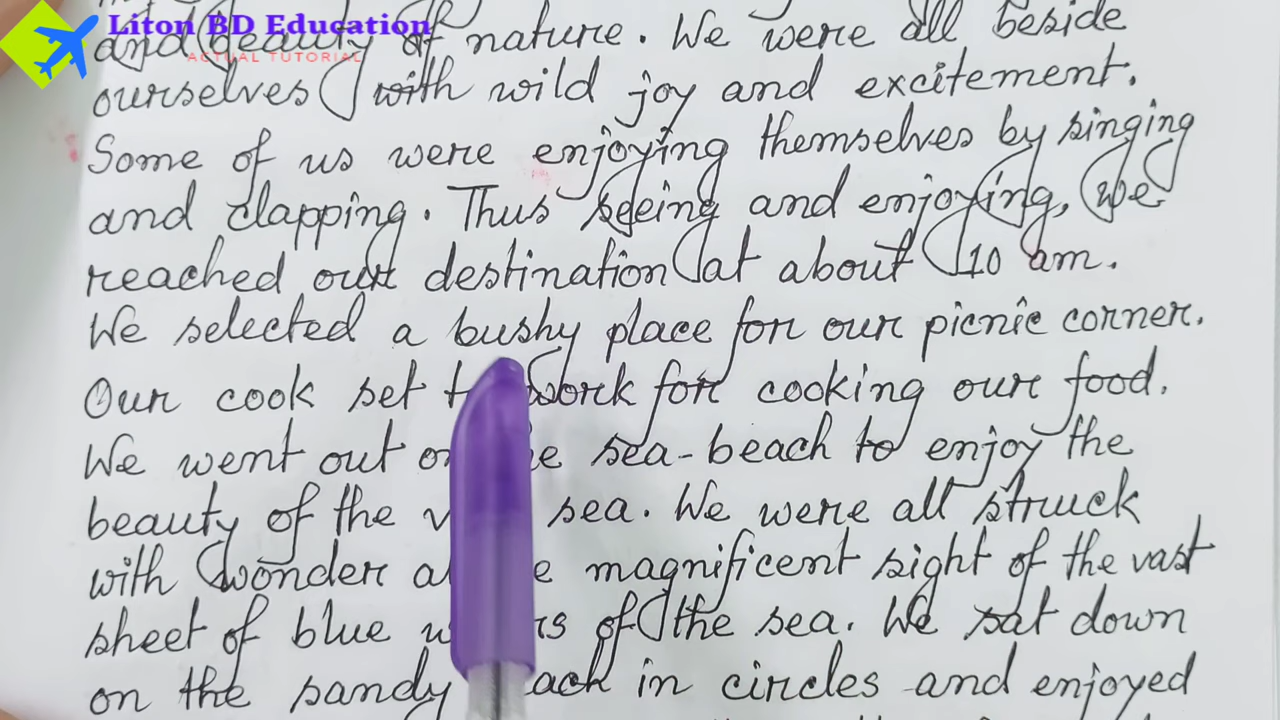 Liton BD Education
ACTUAL TUTORIAL
and beauty of nature. We were all beside
ourselves with wild joy and excitement.
Some of us were enjoying themselves by singing
and clapping. Thus seeing and enjoying, we
reached our destination at about 10 am.
We selected a bushy place for our picnic corner.
Our cook set work for cooking our food.
We went out sea-beach to enjoy the
beauty of the sea. We were all struck
with wonder magnificent sight of the vast
sheet of blue of the sea. We sat down
on the sandy in circles and enjoyed